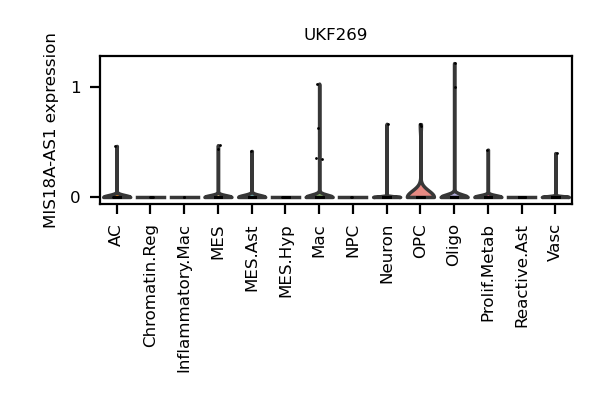 UKF269
MIS18A-AS1 expression
1
0
AC
Chromatin.Reg
Inflammatory.Mac
MES
MES.Ast
MES.Hyp
Mac
NPC
Neuron
OPC
Oligo
Prolif.Metab
Reactive.Ast
Vasc